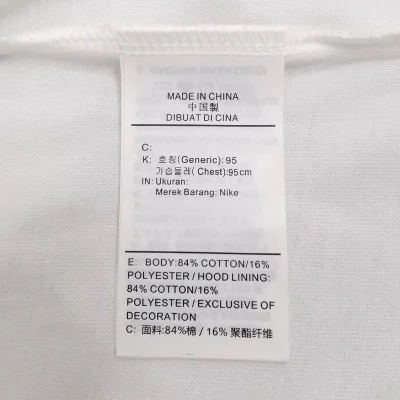 MADE IN CHINA
中国製
DIBUAT DI CINA
C:
K: 호칭(Generic): 95
가슴둘레( Chest):95cm
IN: Ukuran:
Merek Barang: Nike
E: BODY:84% COTTON/16%
POLYESTER / HOOD LINING:
84% COTTON/16%
POLYESTER / EXCLUSIVE OF
DECORATION
C: 面料:84%棉 / 16% 聚酯纤维